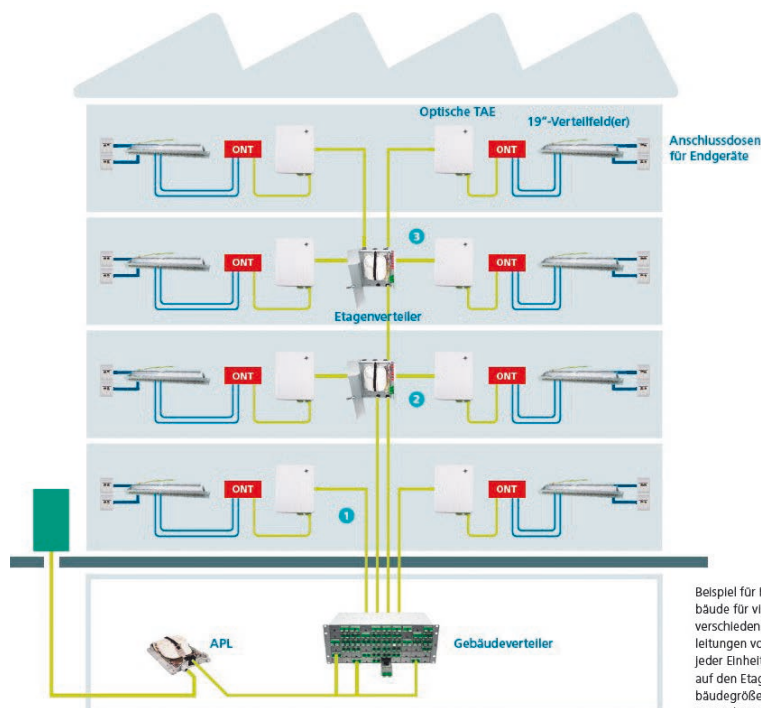 Optische TAE
19"-Verteilfeld(er)
Anschlussdosen
für Endgeräte
ONT
ONT
3
ONT
ONT
Etagenverteiler
ONT
ONT
2
ONT
ONT
1
APL
Gebäudeverteiler
Beispiel für
bäude für vi
verschieden
leitungen vo
jeder Einheit
auf den Etag
bäudegröße